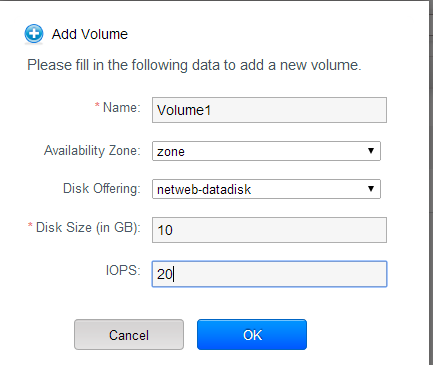 Add Volume
Please fill in the following data to add a new volume.
* Name: Volume1
Availability Zone: zone
Disk Offering: netweb-datadisk
* Disk Size (in GB): 10
IOPS: 20
Cancel OK